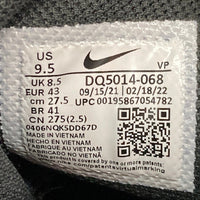 US
9.5
VP
UK 8.5
DQ5014-068
EUR 43
09/15/21 02/18/22
cm 27.5
UPC 00195867054782
BR 41
CN 275(2.5)
0406NQKSDD67D
MADE IN VIETNAM
HECHO EN VIETNAM
FABRIQUÉ AU VIETNAM